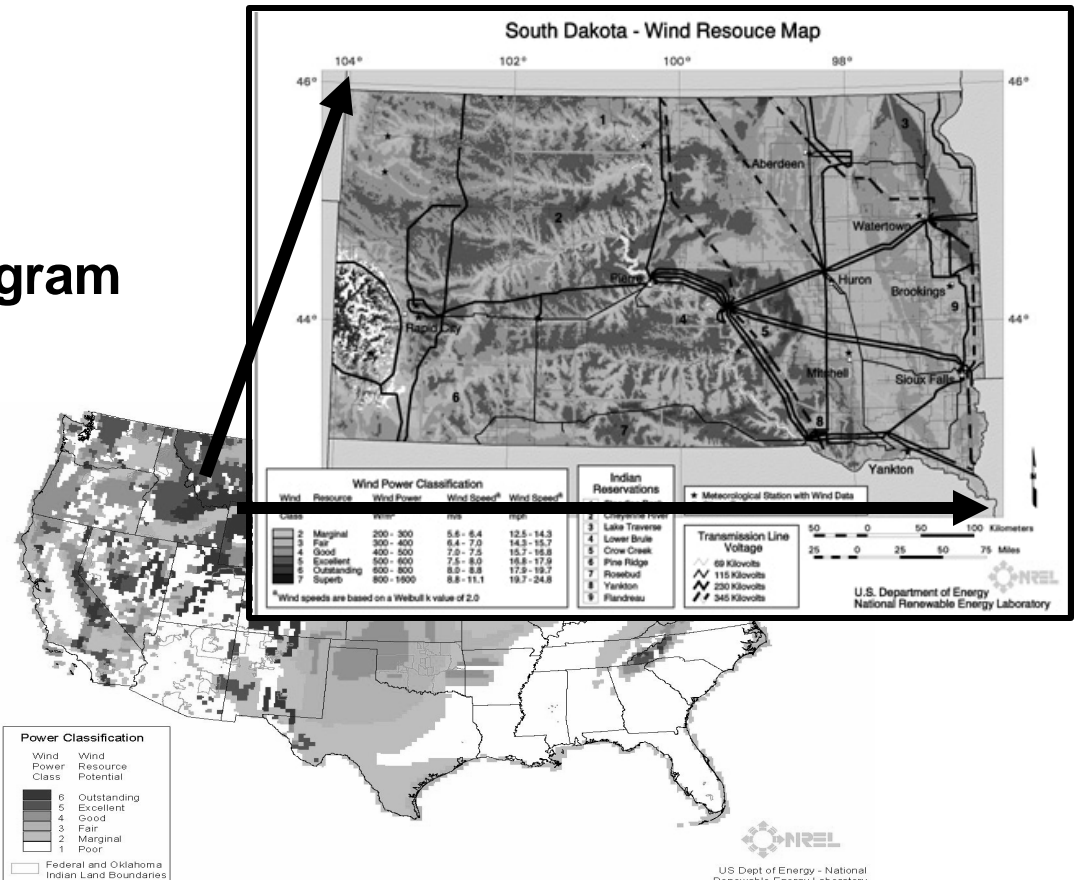 gram
South Dakota - Wind Resouce Map
104° 102° 100° 98°
46° 46°
44° 44°
1
3
Aberdeen
2
Watertown
Pierre
Huron
Brookings
9
4
5
Rapid City
Mitchell
Sioux Falls
6
7
8
Yankton
Wind Power Classification
Wind Resource Wind Power Wind Speedª Wind Speedª
Class W/m² m/s mph
2 Marginal 200 - 300 5.6 - 6.4 12.5 - 14.3
3 Fair 300 - 400 6.4 - 7.0 14.3 - 15.7
4 Good 400 - 500 7.0 - 7.5 15.7 - 16.8
5 Excellent 500 - 600 7.5 - 8.0 16.8 - 17.9
6 Outstanding 600 - 800 8.0 - 8.8 17.9 - 19.7
7 Superb 800 - 1600 8.8 - 11.1 19.7 - 24.8
ªWind speeds are based on a Weibull k value of 2.0
Indian
Reservations
2 Cheyenne River
3 Lake Traverse
4 Lower Brule
5 Crow Creek
6 Pine Ridge
7 Rosebud
8 Yankton
9 Flandreau
★ Meteorological Station with Wind Data
Transmission Line
Voltage
69 Kilovolts
115 Kilovolts
230 Kilovolts
345 Kilovolts
50 0 50 100 Kilometers
25 0 25 50 75 Miles
NREL
U.S. Department of Energy
National Renewable Energy Laboratory
Power Classification
Wind Wind
Power Resource
Class Potential
6 Outstanding
5 Excellent
4 Good
3 Fair
2 Marginal
1 Poor
Federal and Oklahoma
Indian Land Boundaries
NREL
US Dept of Energy - National
Renewable Energy Laboratory